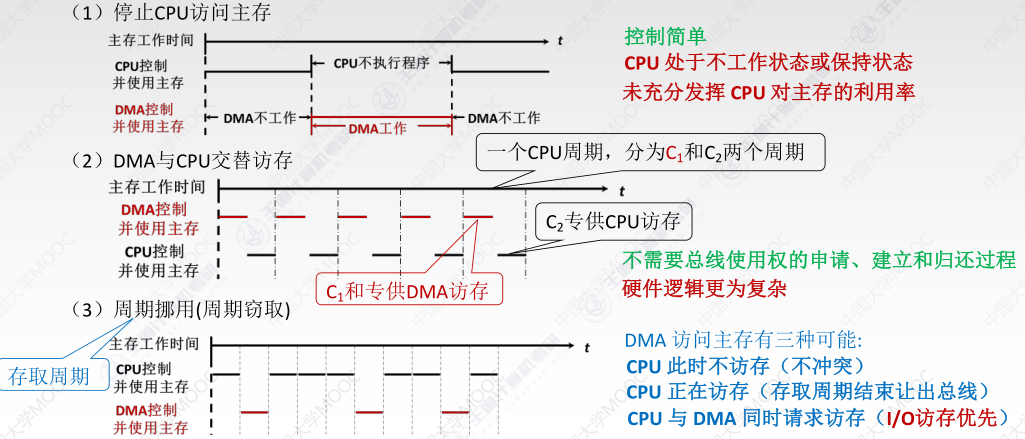 （1）停止CPU访问主存
主存工作时间
t
CPU控制
并使用主存
CPU不执行程序
DMA控制
并使用主存
DMA不工作
DMA工作
DMA不工作
控制简单
CPU 处于不工作状态或保持状态
未充分发挥 CPU 对主存的利用率
（2）DMA与CPU交替访存
一个CPU周期，分为C1和C2两个周期
主存工作时间
t
DMA控制
并使用主存
CPU控制
并使用主存
C2专供CPU访存
C1和专供DMA访存
不需要总线使用权的申请、建立和归还过程
硬件逻辑更为复杂
（3）周期挪用(周期窃取)
主存工作时间
t
存取周期
CPU控制
并使用主存
DMA控制
并使用主存
DMA 访问主存有三种可能:
CPU 此时不访存（不冲突）
CPU 正在访存（存取周期结束让出总线）
CPU 与 DMA 同时请求访存（I/O访存优先）
中国大学MOOC